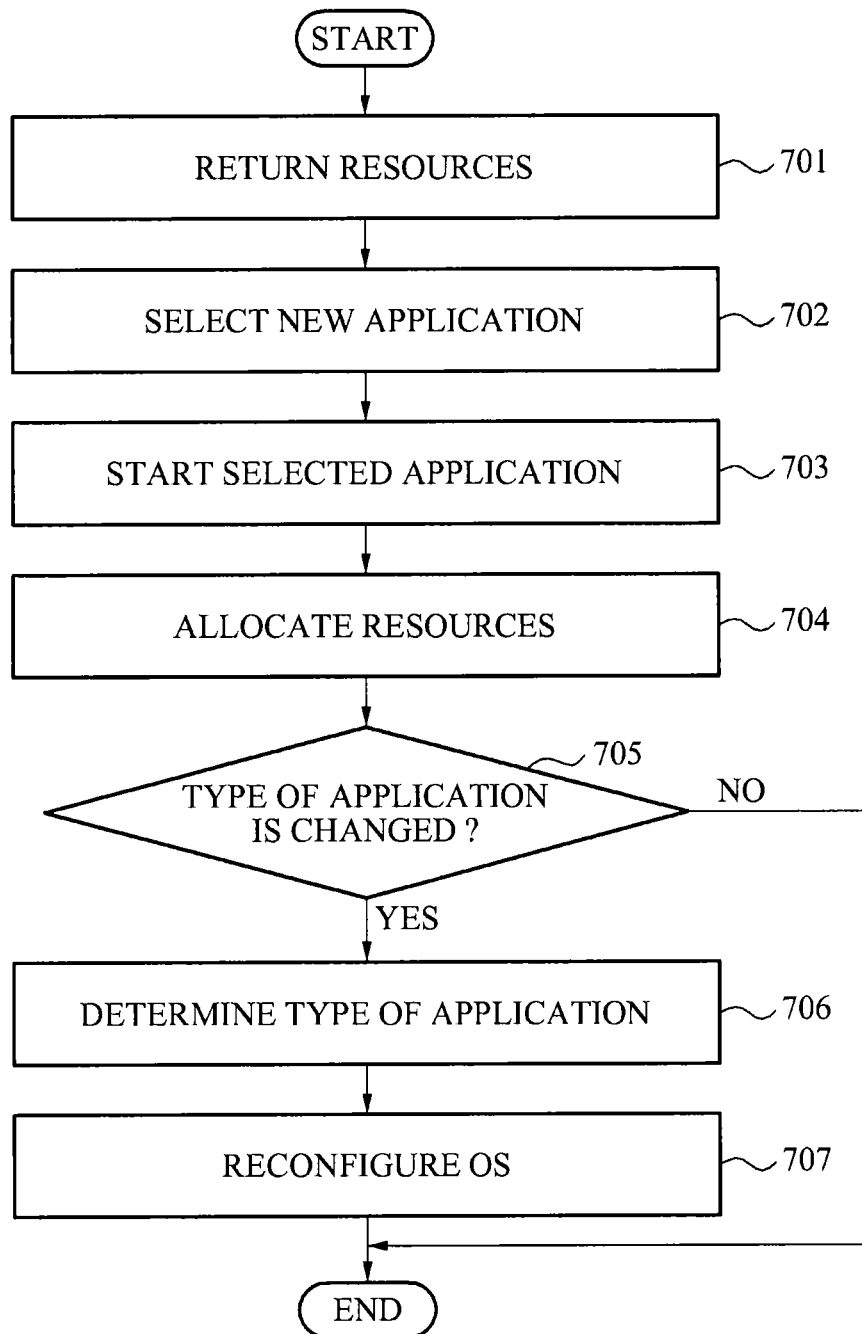 START
RETURN RESOURCES
701
SELECT NEW APPLICATION
702
START SELECTED APPLICATION
703
ALLOCATE RESOURCES
704
705
TYPE OF APPLICATION
IS CHANGED ?
NO
YES
DETERMINE TYPE OF APPLICATION
706
RECONFIGURE OS
707
END